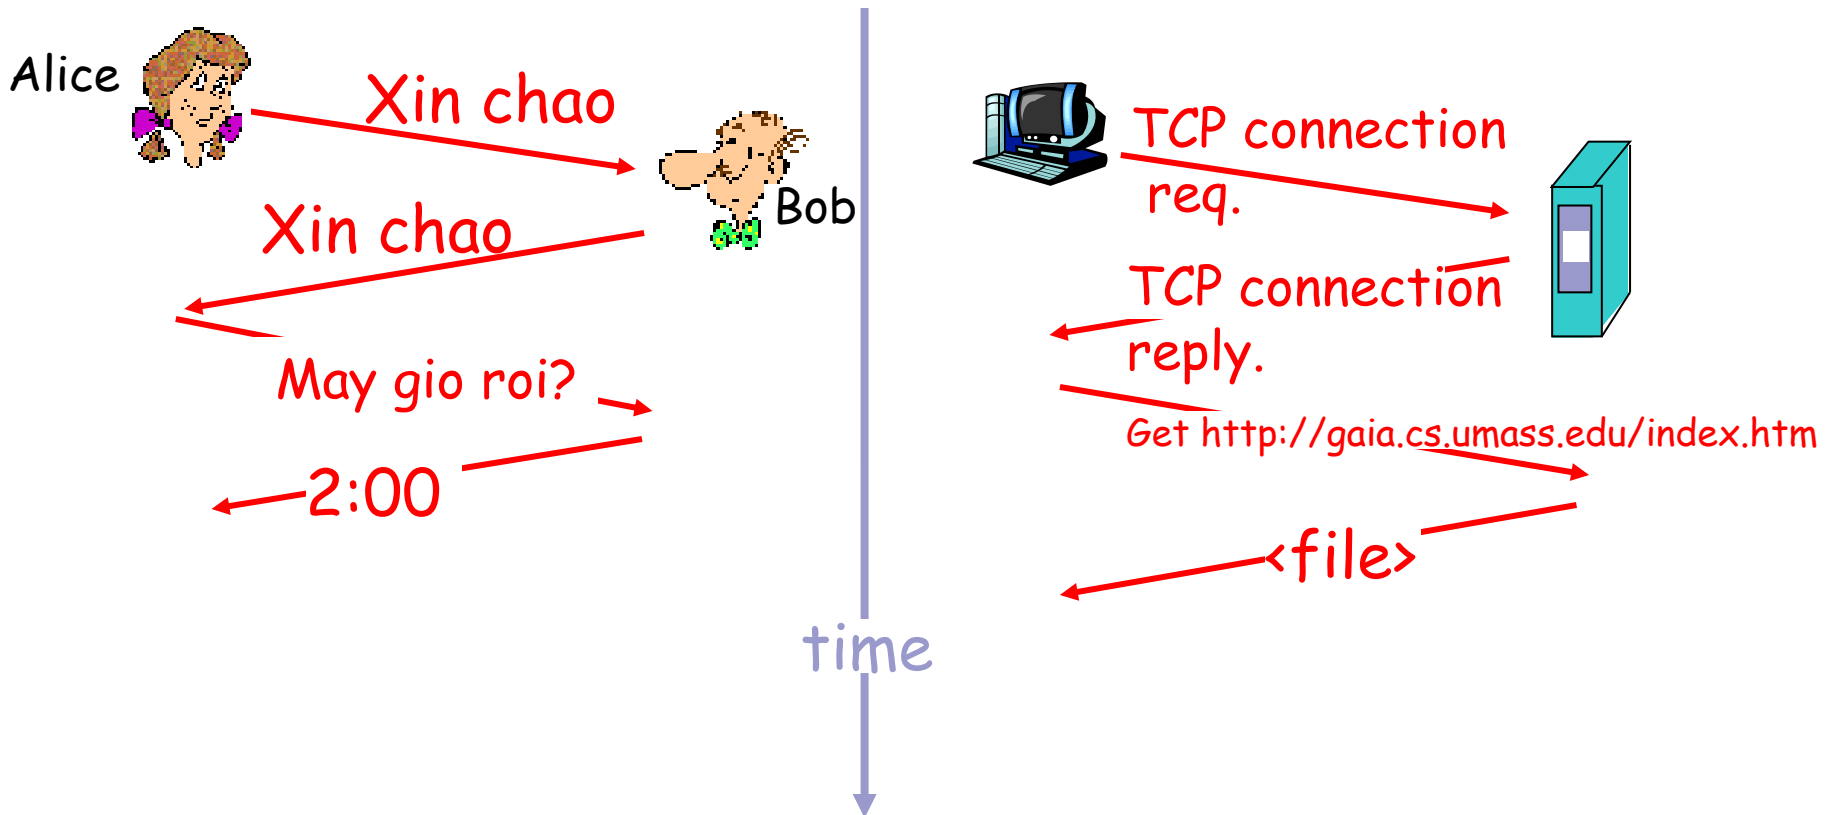 Alice
Xin chao
Bob
Xin chao
May gio roi?
2:00
time
TCP connection
req.
TCP connection
reply.
Get http://gaia.cs.umass.edu/index.htm
<file>